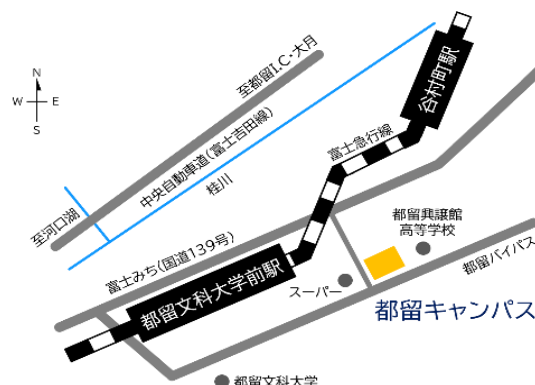 谷村町駅
至都留I.C・大月
N
W
E
S
中央自動車道(富士吉田線)
富士急行線
桂川
至河口湖
都留興譲館
高等学校
富士みち(国道139号)
都留バイパス
都留文科大学前駅
スーパー
都留キャンパス
都留文科大学